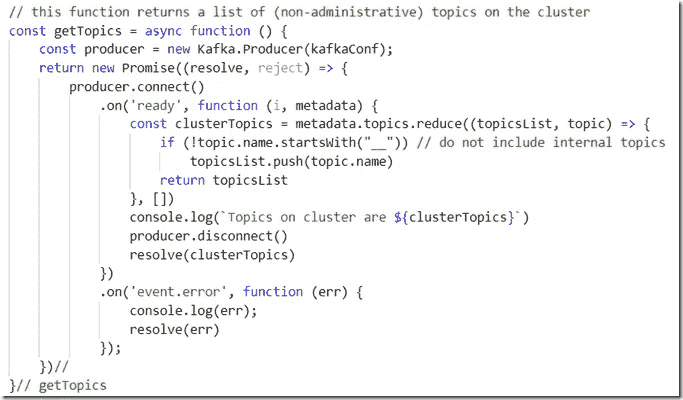 // this function returns a list of (non-administrative) topics on the cluster
const getTopics = async function () {
    const producer = new Kafka.Producer(kafkaConf);
    return new Promise((resolve, reject) => {
        producer.connect()
            .on('ready', function (i, metadata) {
                const clusterTopics = metadata.topics.reduce((topicsList, topic) => {
                    if (!topic.name.startsWith("__")) // do not include internal topics
                        topicsList.push(topic.name)
                    return topicsList
                }, [])
                console.log(`Topics on cluster are ${clusterTopics}`)
                producer.disconnect()
                resolve(clusterTopics)
            })
            .on('event.error', function (err) {
                console.log(err);
                resolve(err)
            });
    })//
}// getTopics